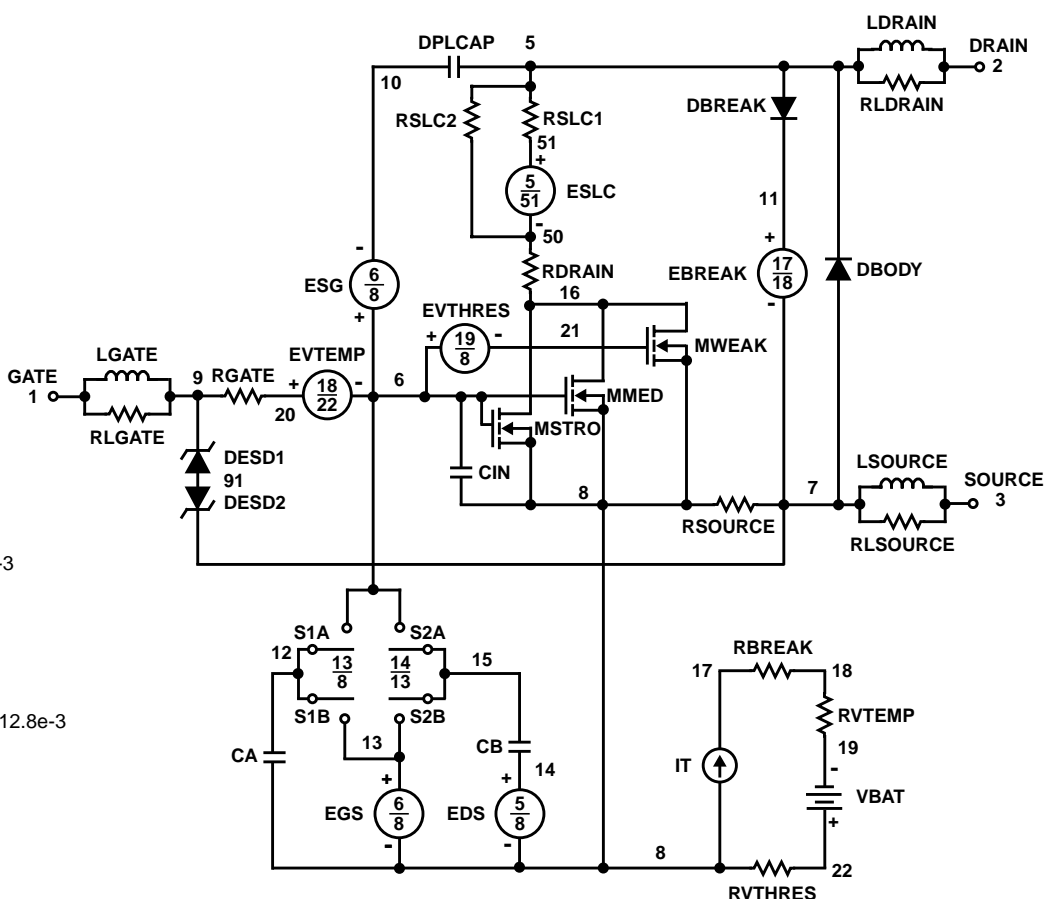 LDRAIN
DPLCAP
5
DRAIN
2
10
RLDRAIN
RSLC2
RSLC1
DBREAK
51
+
5
51
ESLC
11
-
50
-
+
RDRAIN
ESG
6
8
EBREAK
17
18
DBODY
16
+
EVTHRES
-
+
19
8
-
21
MWEAK
LGATE
EVTEMP
GATE
1
9
RGATE
+
18
22
-
6
MMED
20
RLGATE
MSTRO
DESD1
91
DESD2
CIN
LSOURCE
8
7
SOURCE
3
RSOURCE
RLSOURCE
-3
S1A
S2A
12
13
8
14
13
15
RBREAK
17
18
S1B
S2B
RVTEMP
12.8e-3
13
CB
19
CA
14
IT
-
+
+
VBAT
EGS
6
8
EDS
5
8
+
-
-
8
22
RVTHRES